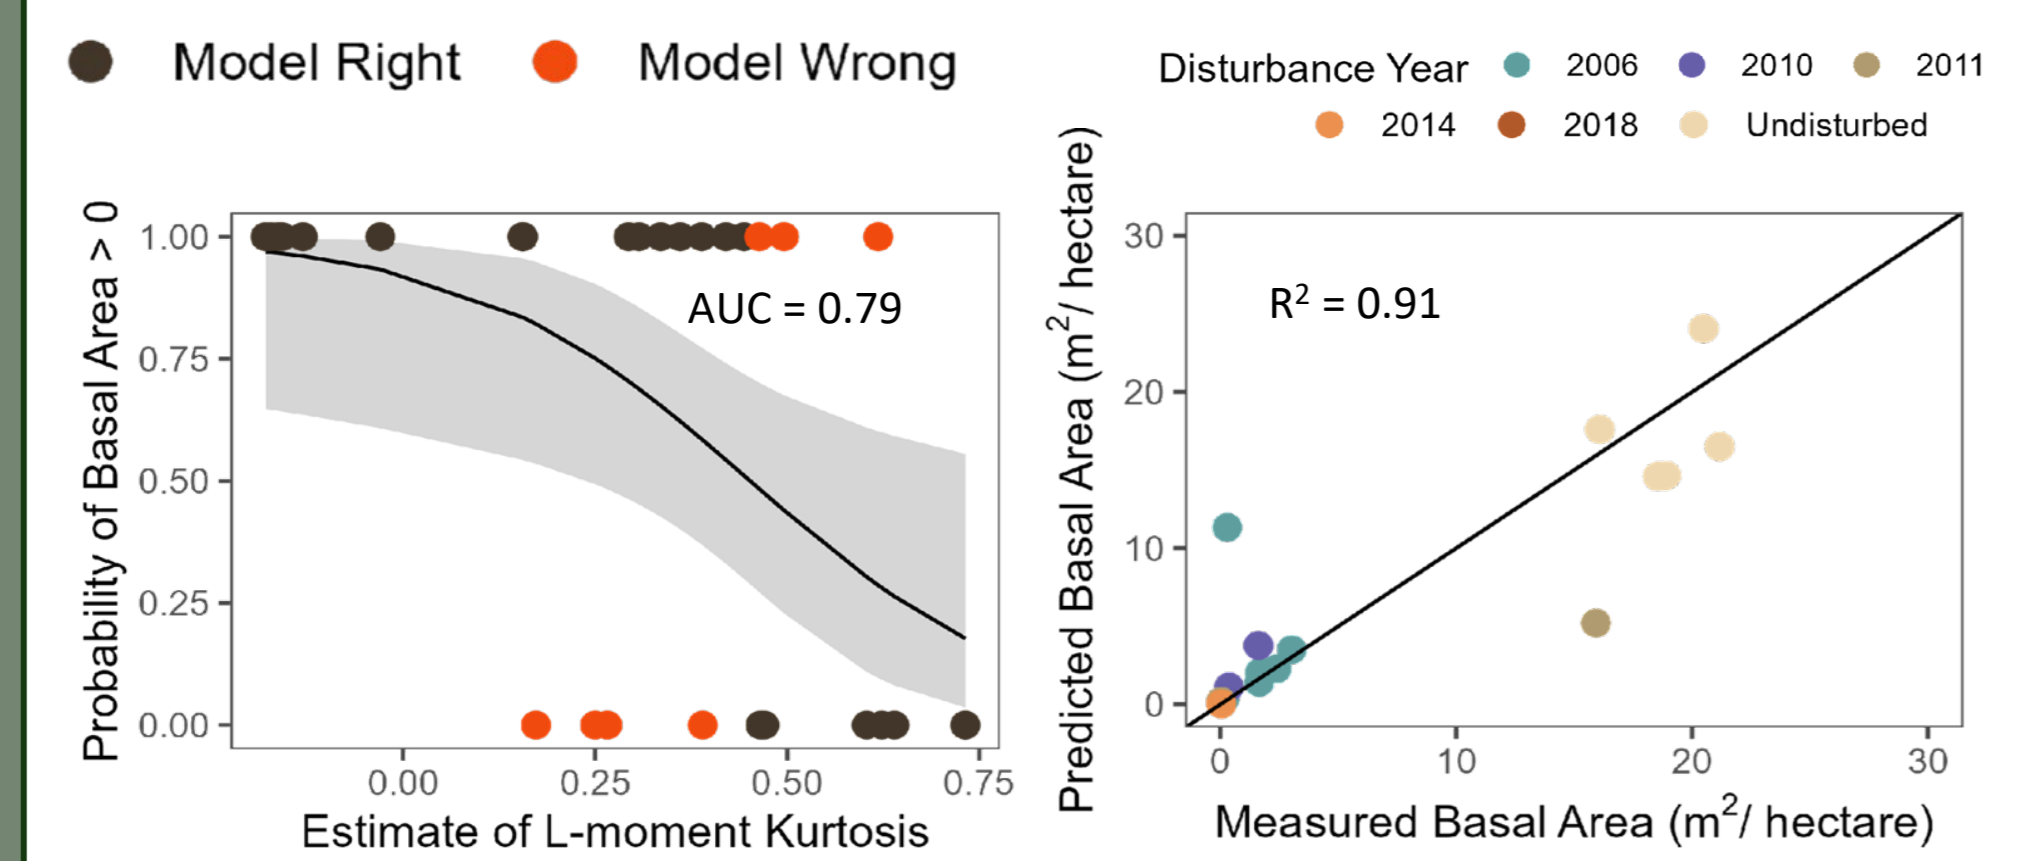 Model Right Model Wrong
Probability of Basal Area > 0
1.00
0.75
0.50
0.25
0.00
AUC = 0.79
0.00 0.25 0.50 0.75
Estimate of L-moment Kurtosis
Disturbance Year 2006 2010 2011
2014 2018 Undisturbed
Predicted Basal Area (m²/ hectare)
30
20
10
0
R² = 0.91
0 10 20 30
Measured Basal Area (m²/ hectare)